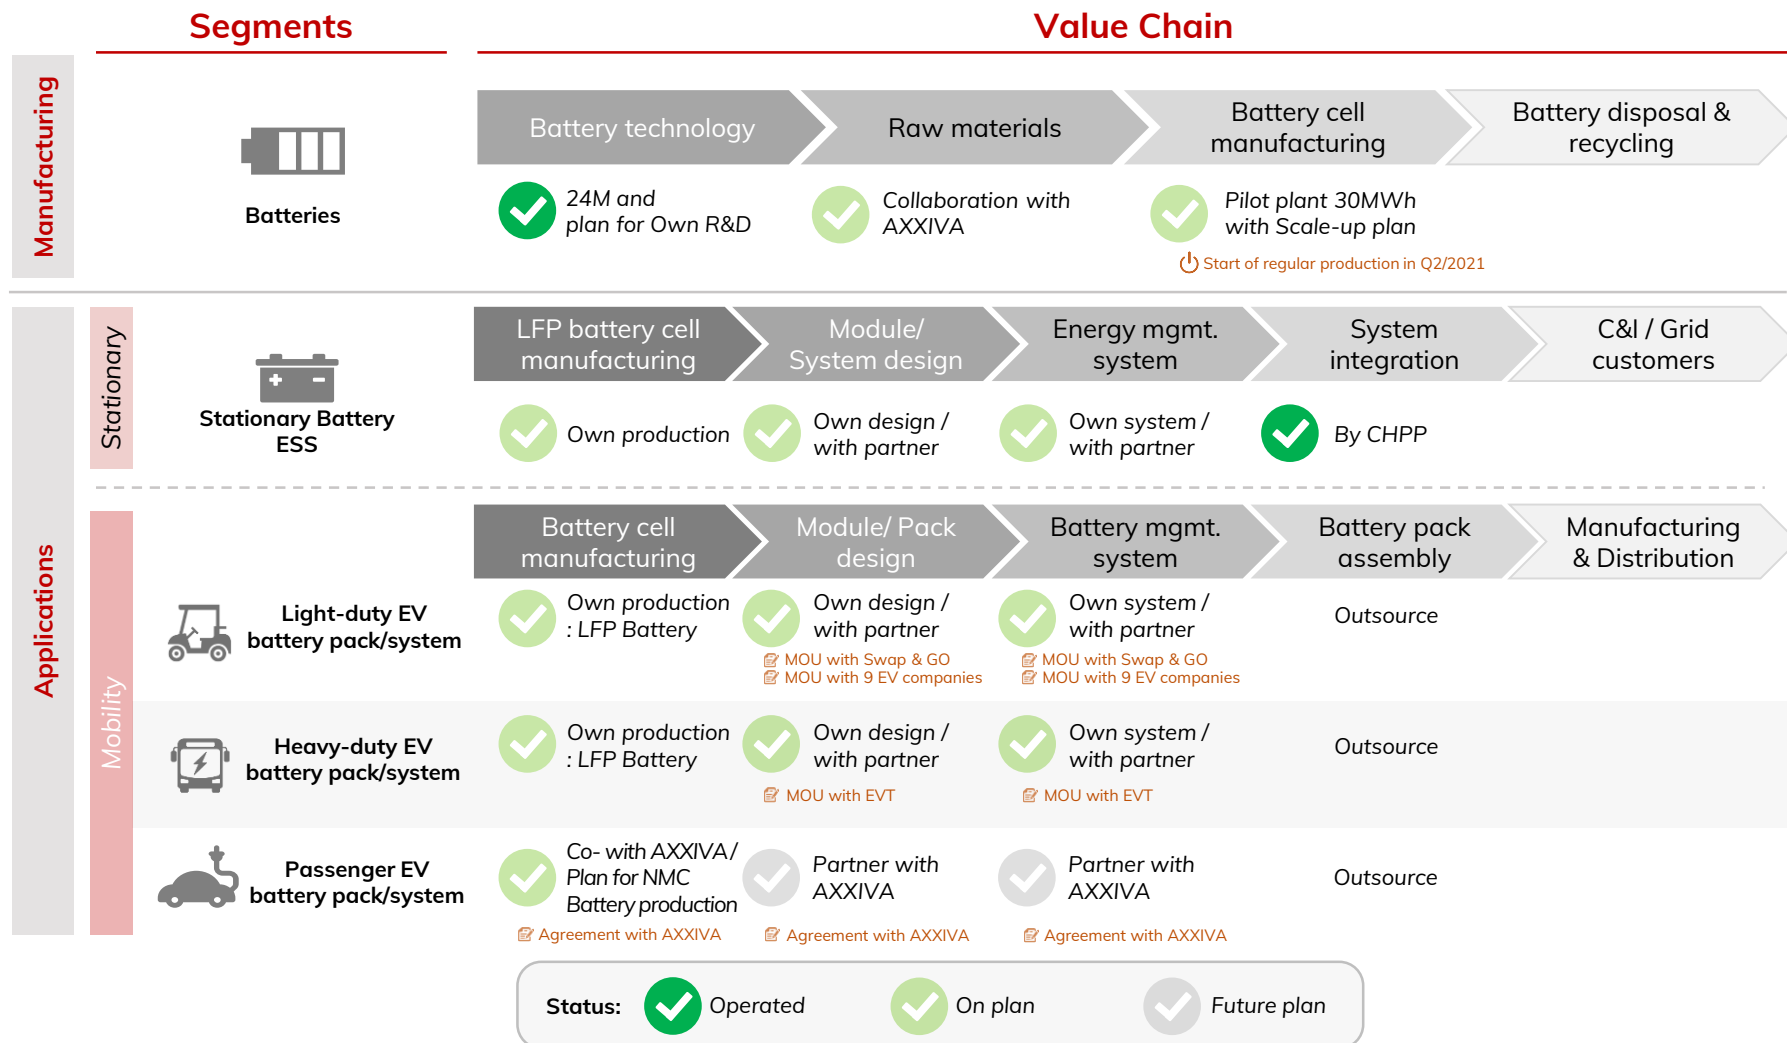 Segments
Value Chain
Manufacturing
Batteries
Battery technology
Raw materials
Battery cell
manufacturing
Battery disposal &
recycling
24M and
plan for Own R&D
Collaboration with
AXXIVA
Pilot plant 30MWh
with Scale-up plan
Start of regular production in Q2/2021
Applications
Stationary
Stationary Battery
ESS
LFP battery cell
manufacturing
Module/
System design
Energy mgmt.
system
System
integration
C&I / Grid
customers
Own production
Own design /
with partner
Own system /
with partner
By CHPP
Mobility
Battery cell
manufacturing
Module/ Pack
design
Battery mgmt.
system
Battery pack
assembly
Manufacturing
& Distribution
Light-duty EV
battery pack/system
Own production
: LFP Battery
Own design /
with partner
MOU with Swap & GO
MOU with 9 EV companies
Own system /
with partner
MOU with Swap & GO
MOU with 9 EV companies
Outsource
Heavy-duty EV
battery pack/system
Own production
: LFP Battery
Own design /
with partner
MOU with EVT
Own system /
with partner
MOU with EVT
Outsource
Passenger EV
battery pack/system
Co- with AXXIVA /
Plan for NMC
Battery production
Agreement with AXXIVA
Partner with
AXXIVA
Agreement with AXXIVA
Partner with
AXXIVA
Agreement with AXXIVA
Outsource
Status:
Operated
On plan
Future plan